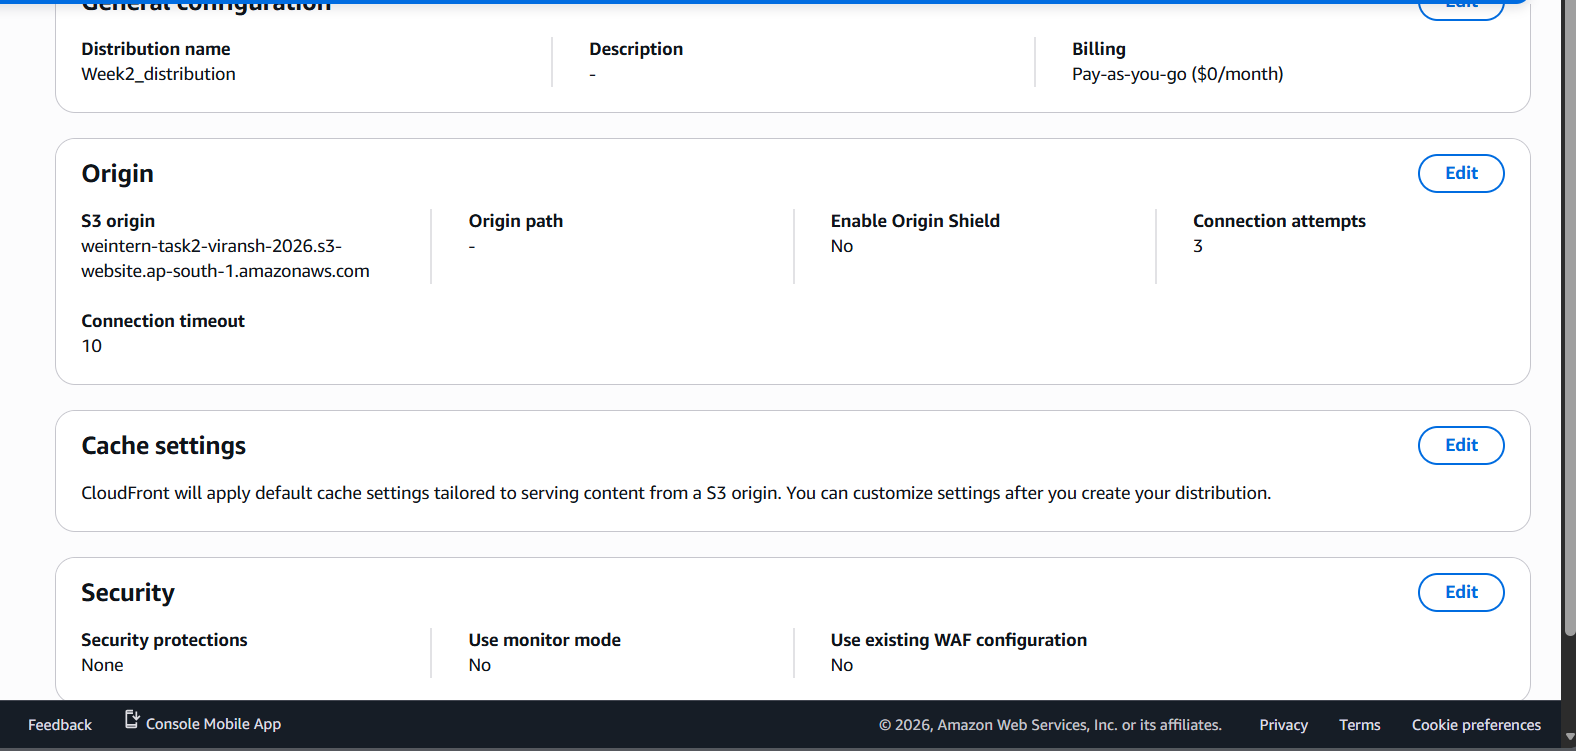 General configuration
Edit
Distribution name
Week2_distribution
Description
-
Billing
Pay-as-you-go ($0/month)
Origin
Edit
S3 origin
weintern-task2-viransh-2026.s3-
website.ap-south-1.amazonaws.com
Origin path
-
Enable Origin Shield
No
Connection attempts
3
Connection timeout
10
Cache settings
Edit
CloudFront will apply default cache settings tailored to serving content from a S3 origin. You can customize settings after you create your distribution.
Security
Edit
Security protections
None
Use monitor mode
No
Use existing WAF configuration
No
Feedback
Console Mobile App
© 2026, Amazon Web Services, Inc. or its affiliates.
Privacy
Terms
Cookie preferences